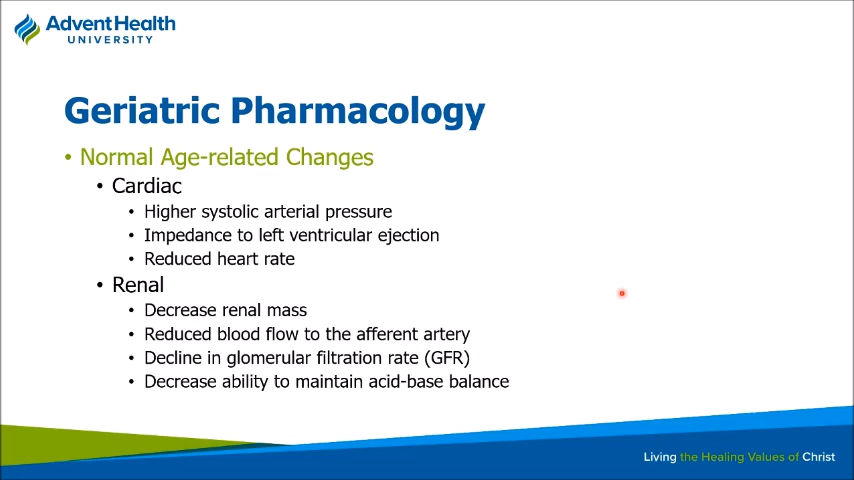 AdventHealth
UNIVERSITY
Geriatric Pharmacology
• Normal Age-related Changes
• Cardiac
• Higher systolic arterial pressure
• Impedance to left ventricular ejection
• Reduced heart rate
• Renal
• Decrease renal mass
• Reduced blood flow to the afferent artery
• Decline in glomerular filtration rate (GFR)
• Decrease ability to maintain acid-base balance
Living the Healing Values of Christ